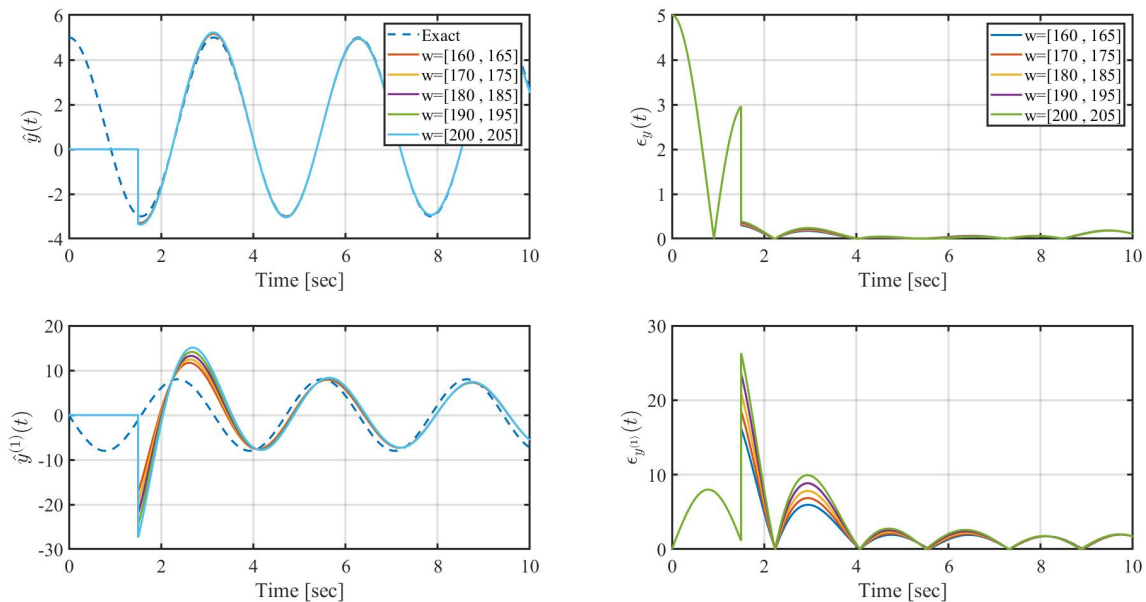 6
4
2
0
-2
-4
ŷ(t)
0 2 4 6 8 10
Time [sec]
Exact
w=[160 , 165]
w=[170 , 175]
w=[180 , 185]
w=[190 , 195]
w=[200 , 205]
5
4
3
2
1
0
ϵ_y(t)
0 2 4 6 8 10
Time [sec]
w=[160 , 165]
w=[170 , 175]
w=[180 , 185]
w=[190 , 195]
w=[200 , 205]
20
10
0
-10
-20
-30
ŷ^(1)(t)
0 2 4 6 8 10
Time [sec]
30
20
10
0
ϵ_y^(1)(t)
0 2 4 6 8 10
Time [sec]